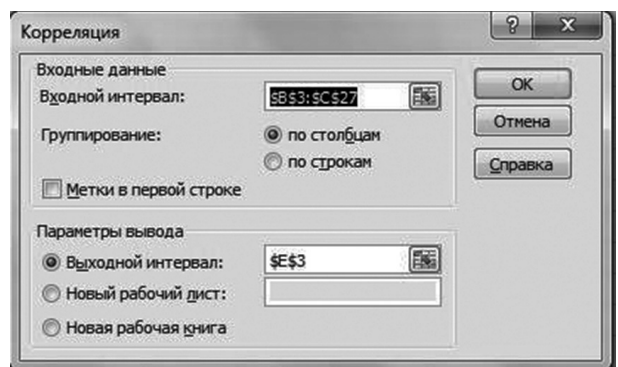 Корреляция
Входные данные
Входной интервал: $B$3:$C$27
Группирование: по столбцам
по строкам
Метки в первой строке
Параметры вывода
Выходной интервал: $E$3
Новый рабочий лист:
Новая рабочая книга
OK
Отмена
Справка